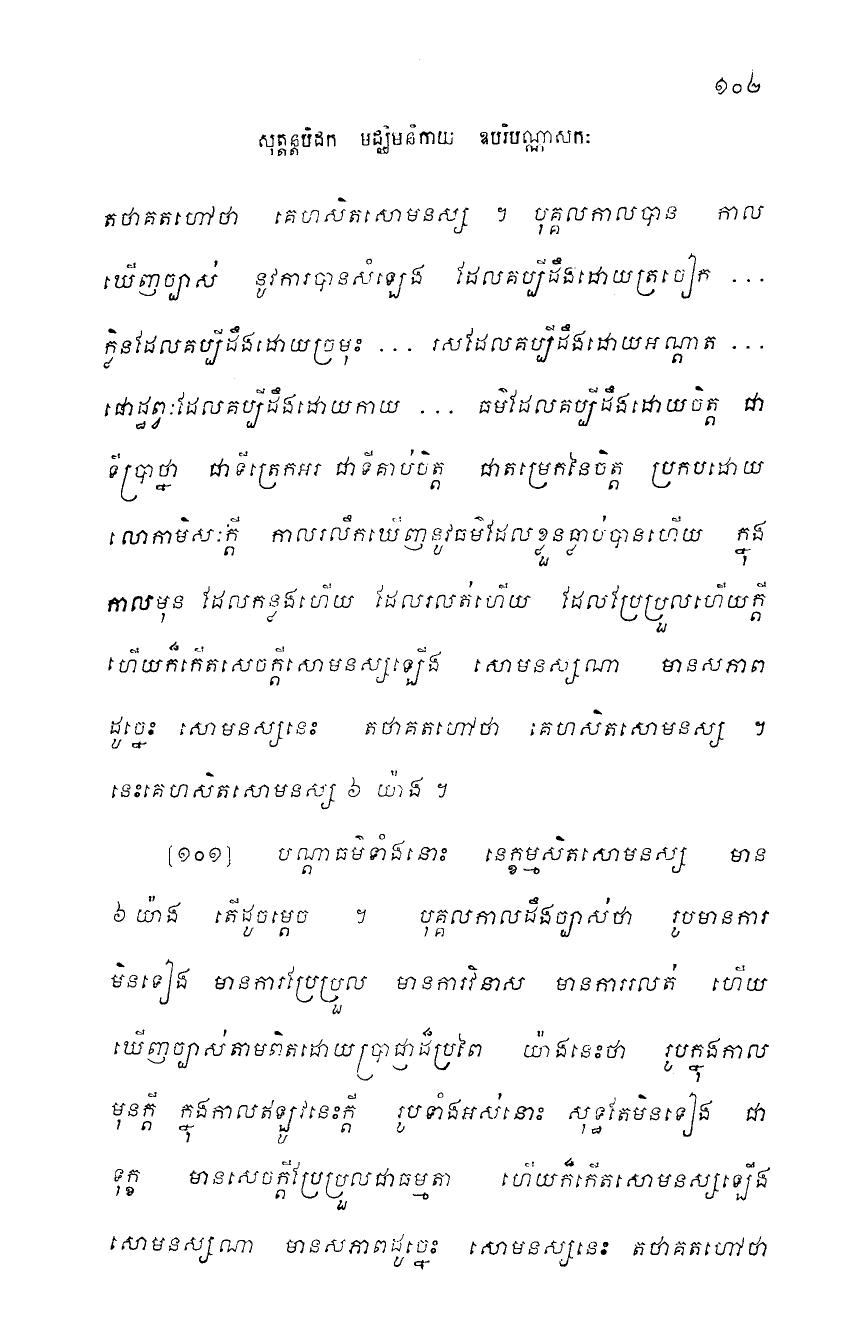 ១០២
សុត្តន្តបិដក មជ្ឈិមនិកាយ ឧបរិបណ្ណាសកៈ
តថាគតហៅថា គេហសិតសោមនស្ស ។ បុគ្គលកាលបាន កាល
ឃើញច្បាស់ នូវការបានសំឡេង ដែលគប្បីដឹងដោយត្រចៀក ...
ក្លិនដែលគប្បីដឹងដោយច្រមុះ ... រសដែលគប្បីដឹងដោយអណ្តាត ...
ផោដ្ឋព្វៈដែលគប្បីដឹងដោយកាយ ... ធម៌ដែលគប្បីដឹងដោយចិត្ត ជា
ទីប្រាថ្នា ជាទីត្រេកអរ ជាទីគាប់ចិត្ត ជាតម្រេកនៃចិត្ត ប្រកបដោយ
លោកាមិសៈក្តី កាលរលឹកឃើញនូវធម៌ដែលខ្លួនធ្លាប់បានហើយ ក្នុង
កាលមុន ដែលកន្លងហើយ ដែលរលត់ហើយ ដែលប្រែប្រួលហើយក្តី
ហើយក៏កើតសេចក្តីសោមនស្សឡើង សោមនស្សណា មានសភាព
ដូច្នេះ សោមនស្សនេះ តថាគតហៅថា គេហសិតសោមនស្ស ។
នេះគេហសិតសោមនស្ស ៦ យ៉ាង ។
[១០១] បណ្តាធម៌ទាំងនោះ នេក្ខម្មសិតសោមនស្ស មាន
៦ យ៉ាង តើដូចម្តេច ។ បុគ្គលកាលដឹងច្បាស់ថា រូបមានការ
មិនទៀង មានការប្រែប្រួល មានការវិនាស មានការរលត់ ហើយ
ឃើញច្បាស់តាមពិតដោយប្រាជ្ញាដ៏ប្រពៃ យ៉ាងនេះថា រូបក្នុងកាល
មុនក្តី ក្នុងកាលឥឡូវនេះក្តី រូបទាំងអស់នោះ សុទ្ធតែមិនទៀង ជា
ទុក្ខ មានសេចក្តីប្រែប្រួលជាធម្មតា ហើយក៏កើតសោមនស្សឡើង
សោមនស្សណា មានសភាពដូច្នេះ សោមនស្សនេះ តថាគតហៅថា